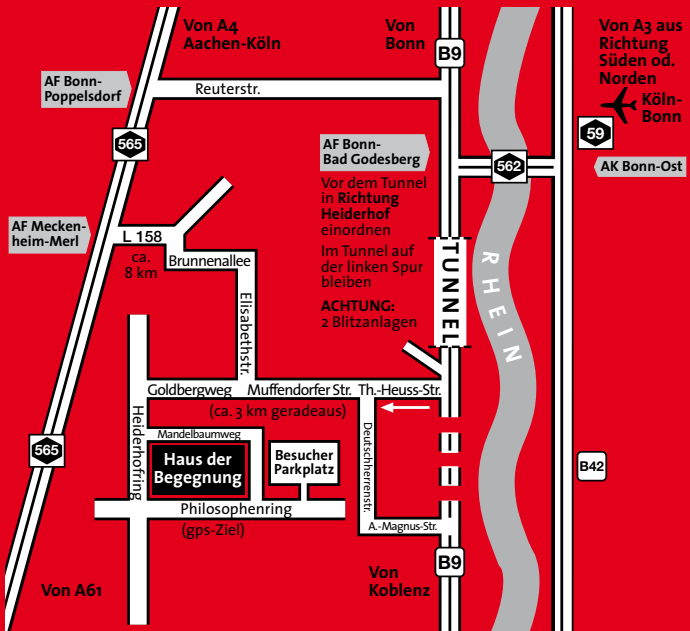 Von A4
Aachen-Köln
Von
Bonn
B9
Von A3 aus
Richtung
Süden od.
Norden
Köln-
Bonn
59
AK Bonn-Ost
AF Bonn-
Poppelsdorf
Reuterstr.
565
AF Bonn-
Bad Godesberg
562
Vor dem Tunnel
in Richtung
Heiderhof
einordnen
Im Tunnel auf
der linken Spur
bleiben
ACHTUNG:
2 Blitzanlagen
TUNNEL
RHEIN
AF Mecken-
heim-Merl
L 158
ca.
8 km
Brunnenallee
Elisabethstr.
Goldbergweg
Muffendorfer Str.
Th.-Heuss-Str.
(ca. 3 km geradeaus)
Heiderhofring
Mandelbaumweg
Haus der
Begegnung
Besucher
Parkplatz
Deutschherrenstr.
565
B42
Philosophenring
(gps-Ziel)
A.-Magnus-Str.
B9
Von A61
Von
Koblenz